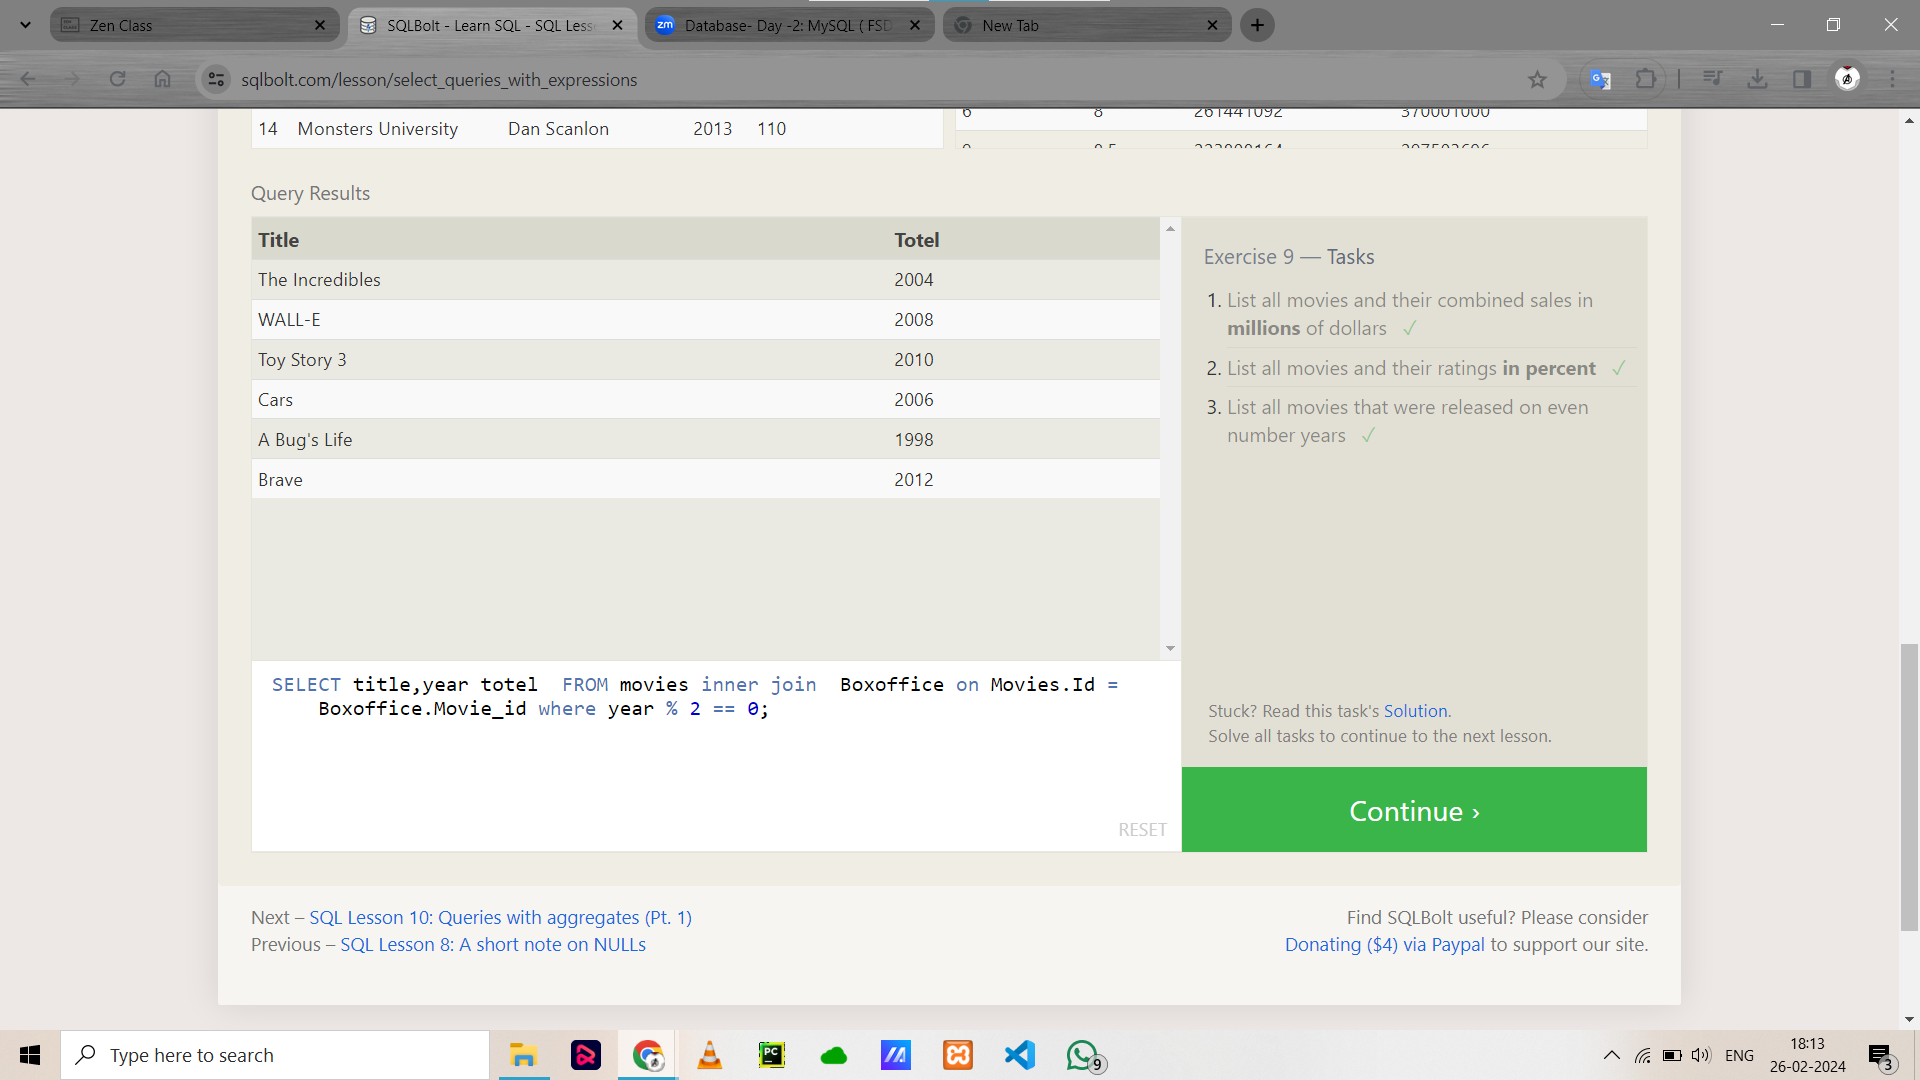 Zen Class
SQLBolt - Learn SQL - SQL Less
zm
Database- Day -2: MySQL ( FSD
New Tab
sqlbolt.com/lesson/select_queries_with_expressions
14 Monsters University Dan Scanlon 2013 110
6 8 261441092 370001000
Query Results
Title Totel
The Incredibles 2004
WALL-E 2008
Toy Story 3 2010
Cars 2006
A Bug's Life 1998
Brave 2012
Exercise 9 — Tasks
1. List all movies and their combined sales in
millions of dollars ✓
2. List all movies and their ratings in percent ✓
3. List all movies that were released on even
number years ✓
SELECT title,year totel  FROM movies inner join  Boxoffice on Movies.Id =
Boxoffice.Movie_id where year % 2 == 0;
RESET
Stuck? Read this task's Solution.
Solve all tasks to continue to the next lesson.
Continue ›
Next – SQL Lesson 10: Queries with aggregates (Pt. 1)
Previous – SQL Lesson 8: A short note on NULLs
Find SQLBolt useful? Please consider
Donating ($4) via Paypal to support our site.
Type here to search
PC
9
ENG
18:13
26-02-2024
3